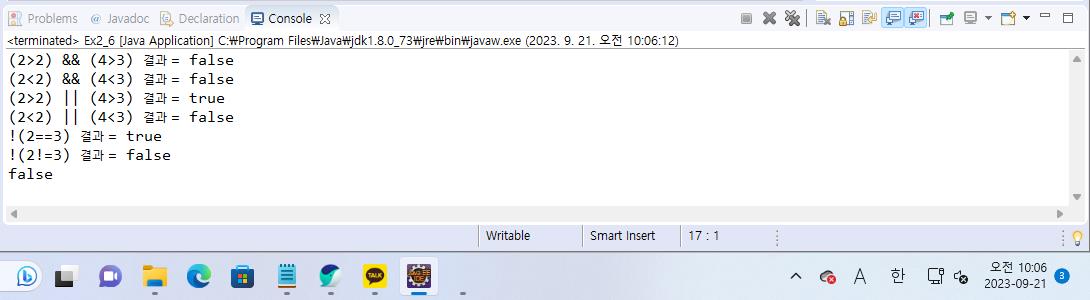 Problems @ Javadoc Declaration Console
<terminated> Ex2_6 [Java Application] C:₩Program Files₩Java₩jdk1.8.0_73₩jre₩bin₩javaw.exe (2023. 9. 21. 오전 10:06:12)
(2>2) && (4>3) 결과 = false
(2<2) && (4<3) 결과 = false
(2>2) || (4>3) 결과 = true
(2<2) || (4<3) 결과 = false
!(2==3) 결과 = true
!(2!=3) 결과 = false
false
Writable Smart Insert 17 : 1
TALK
JAVA EE
IDE
A 한 오전 10:06
2023-09-21 3